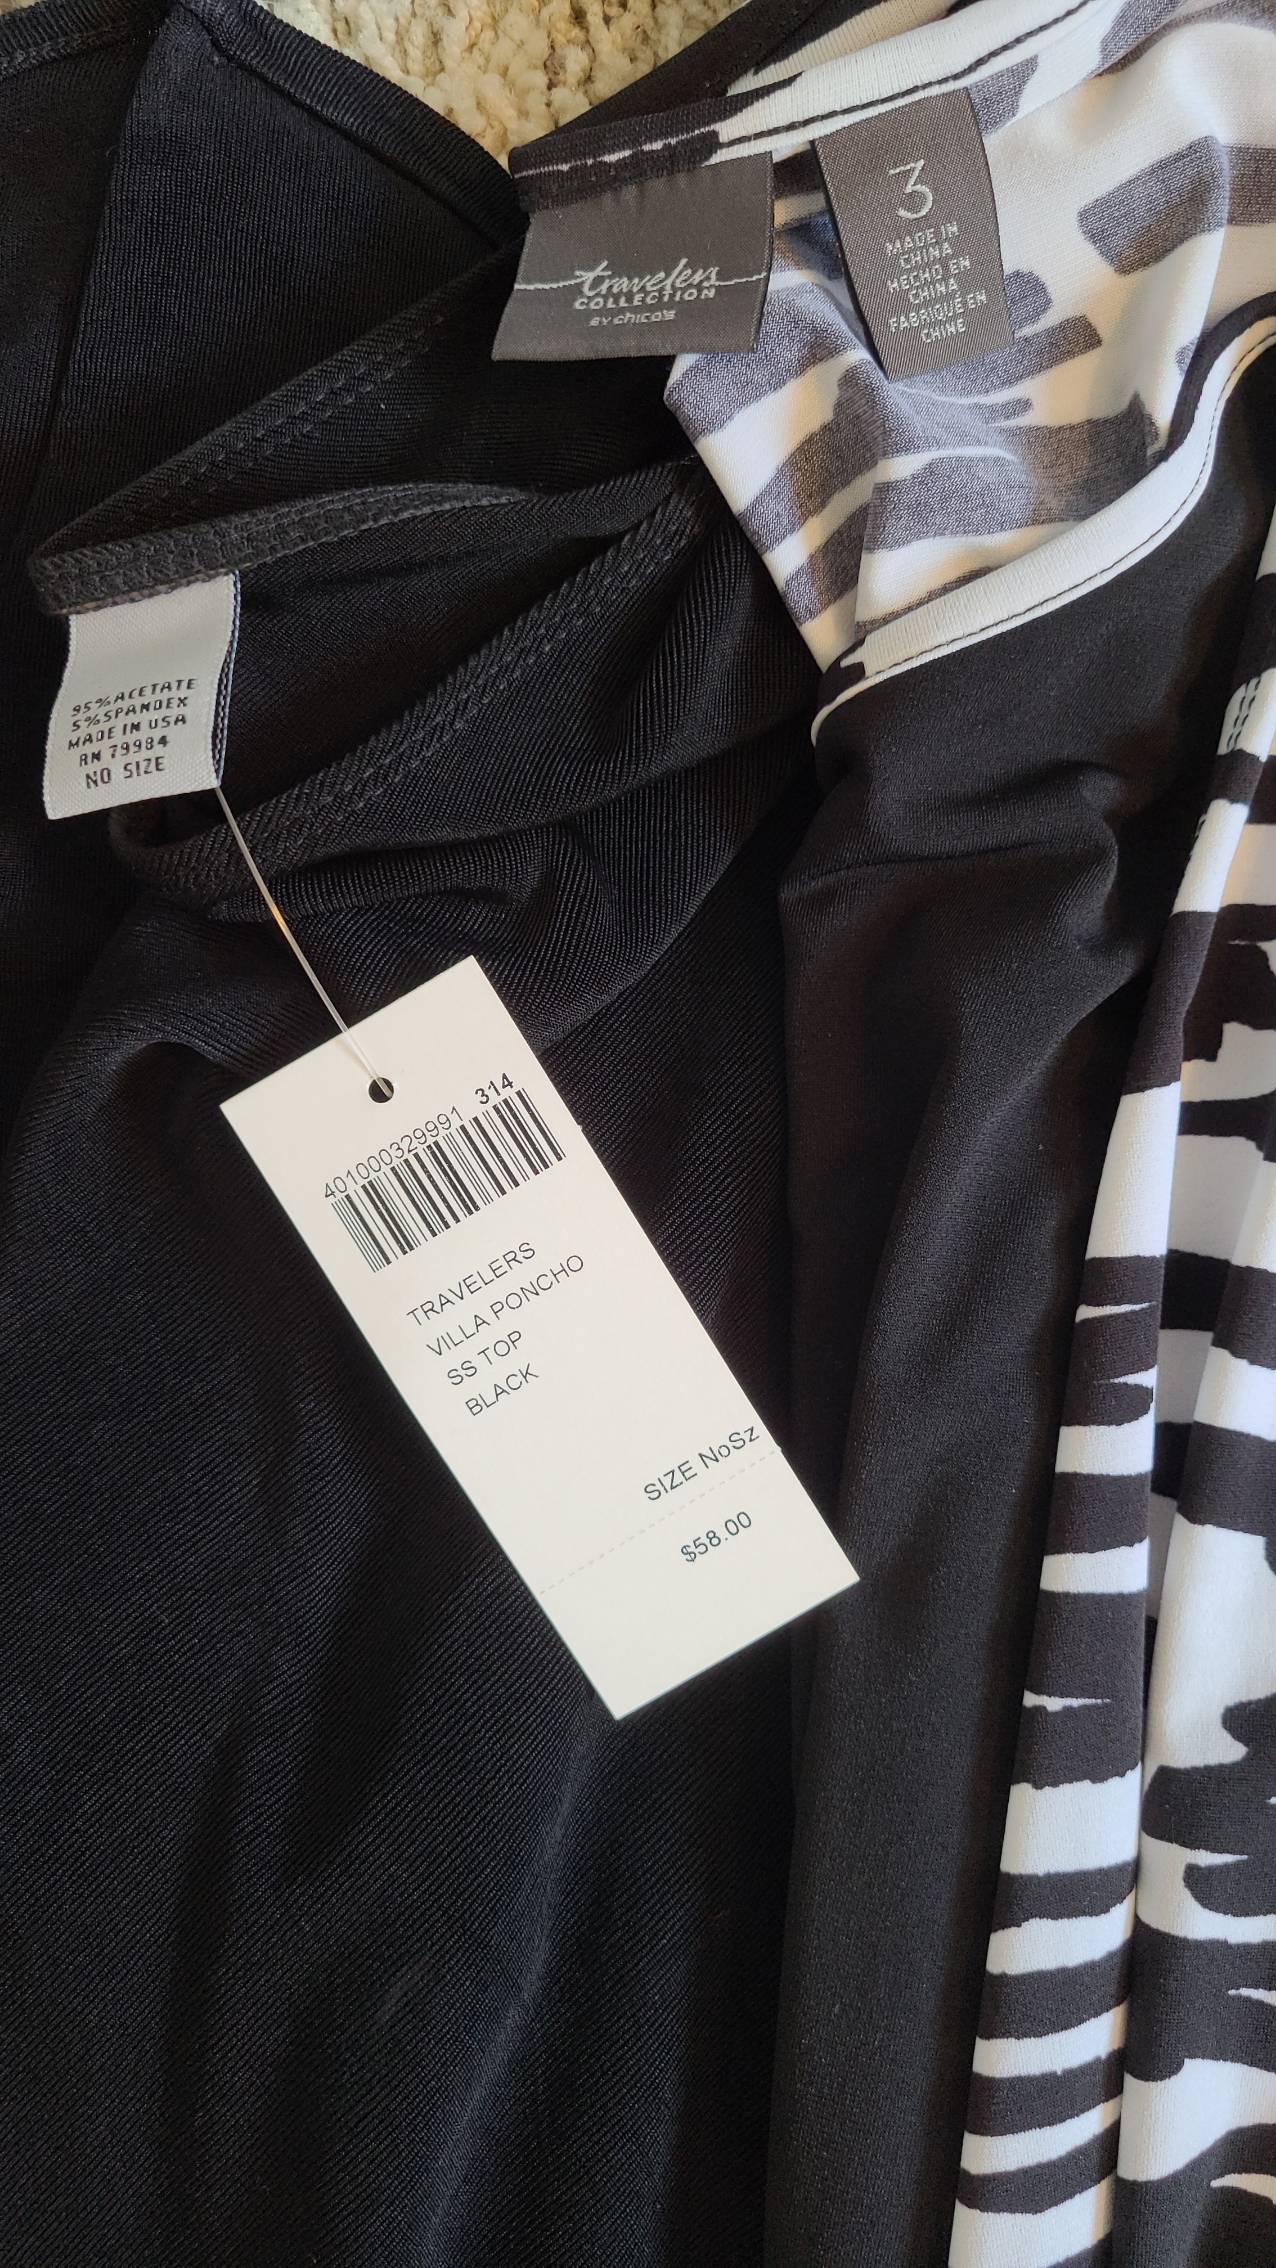 travelers
COLLECTION
BY chico's
3
MADE IN
CHINA
HECHO EN
CHINA
FABRIQUÉ EN
CHINE
95% ACETATE
5% SPANDEX
MADE IN USA
RN 79984
NO SIZE
401000329991 314
TRAVELERS
VILLA PONCHO
SS TOP
BLACK
SIZE NoSz
$58.00